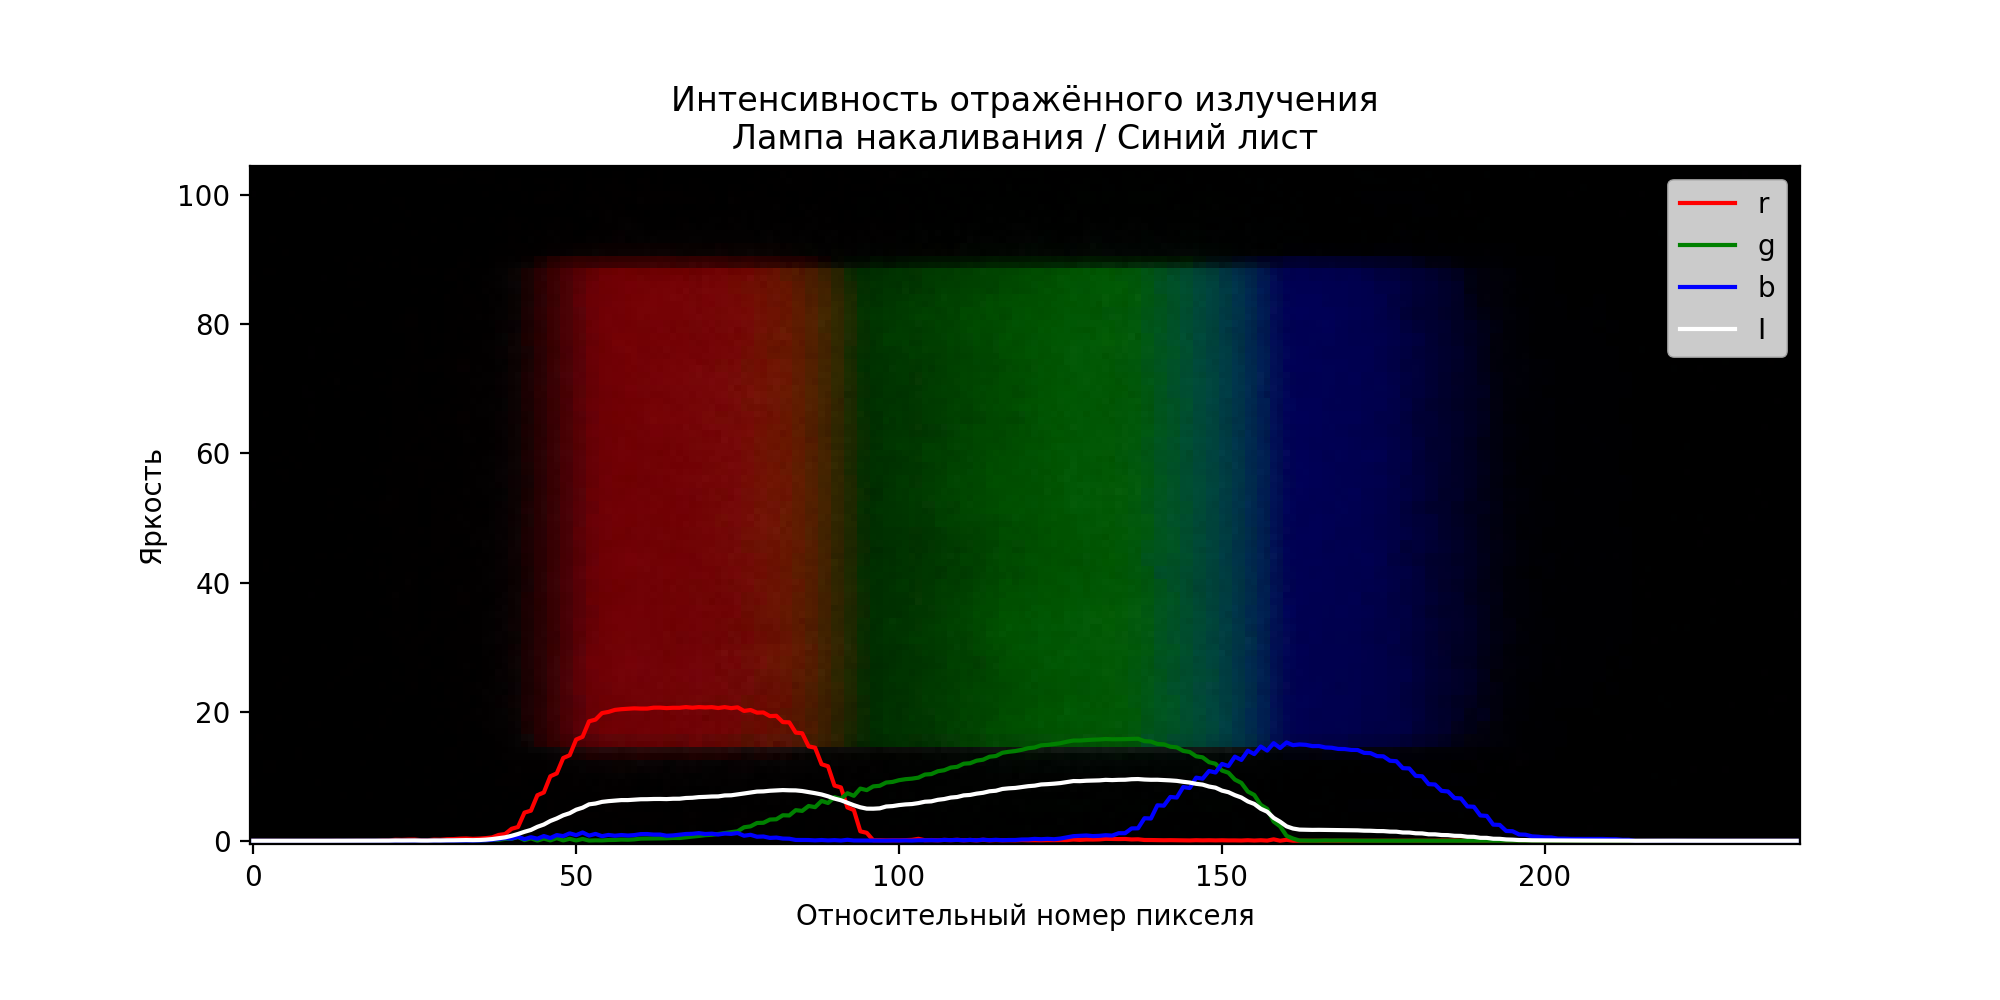 Интенсивность отражённого излучения
Лампа накаливания / Синий лист
100
80
60
40
20
0
Яркость
0 50 100 150 200
Относительный номер пикселя
r
g
b
l